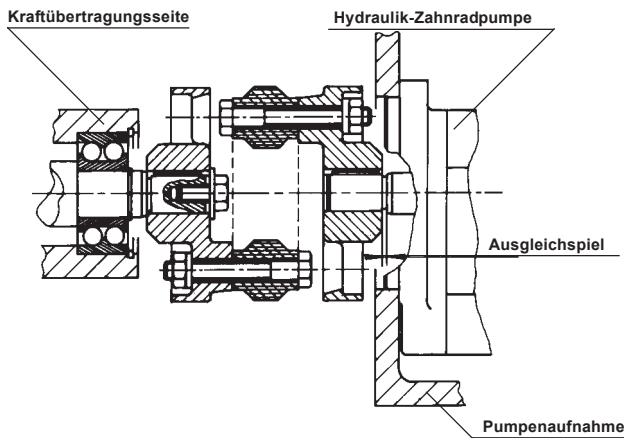 Kraftübertragungsseite
Hydraulik-Zahnradpumpe
Ausgleichspiel
Pumpenaufnahme